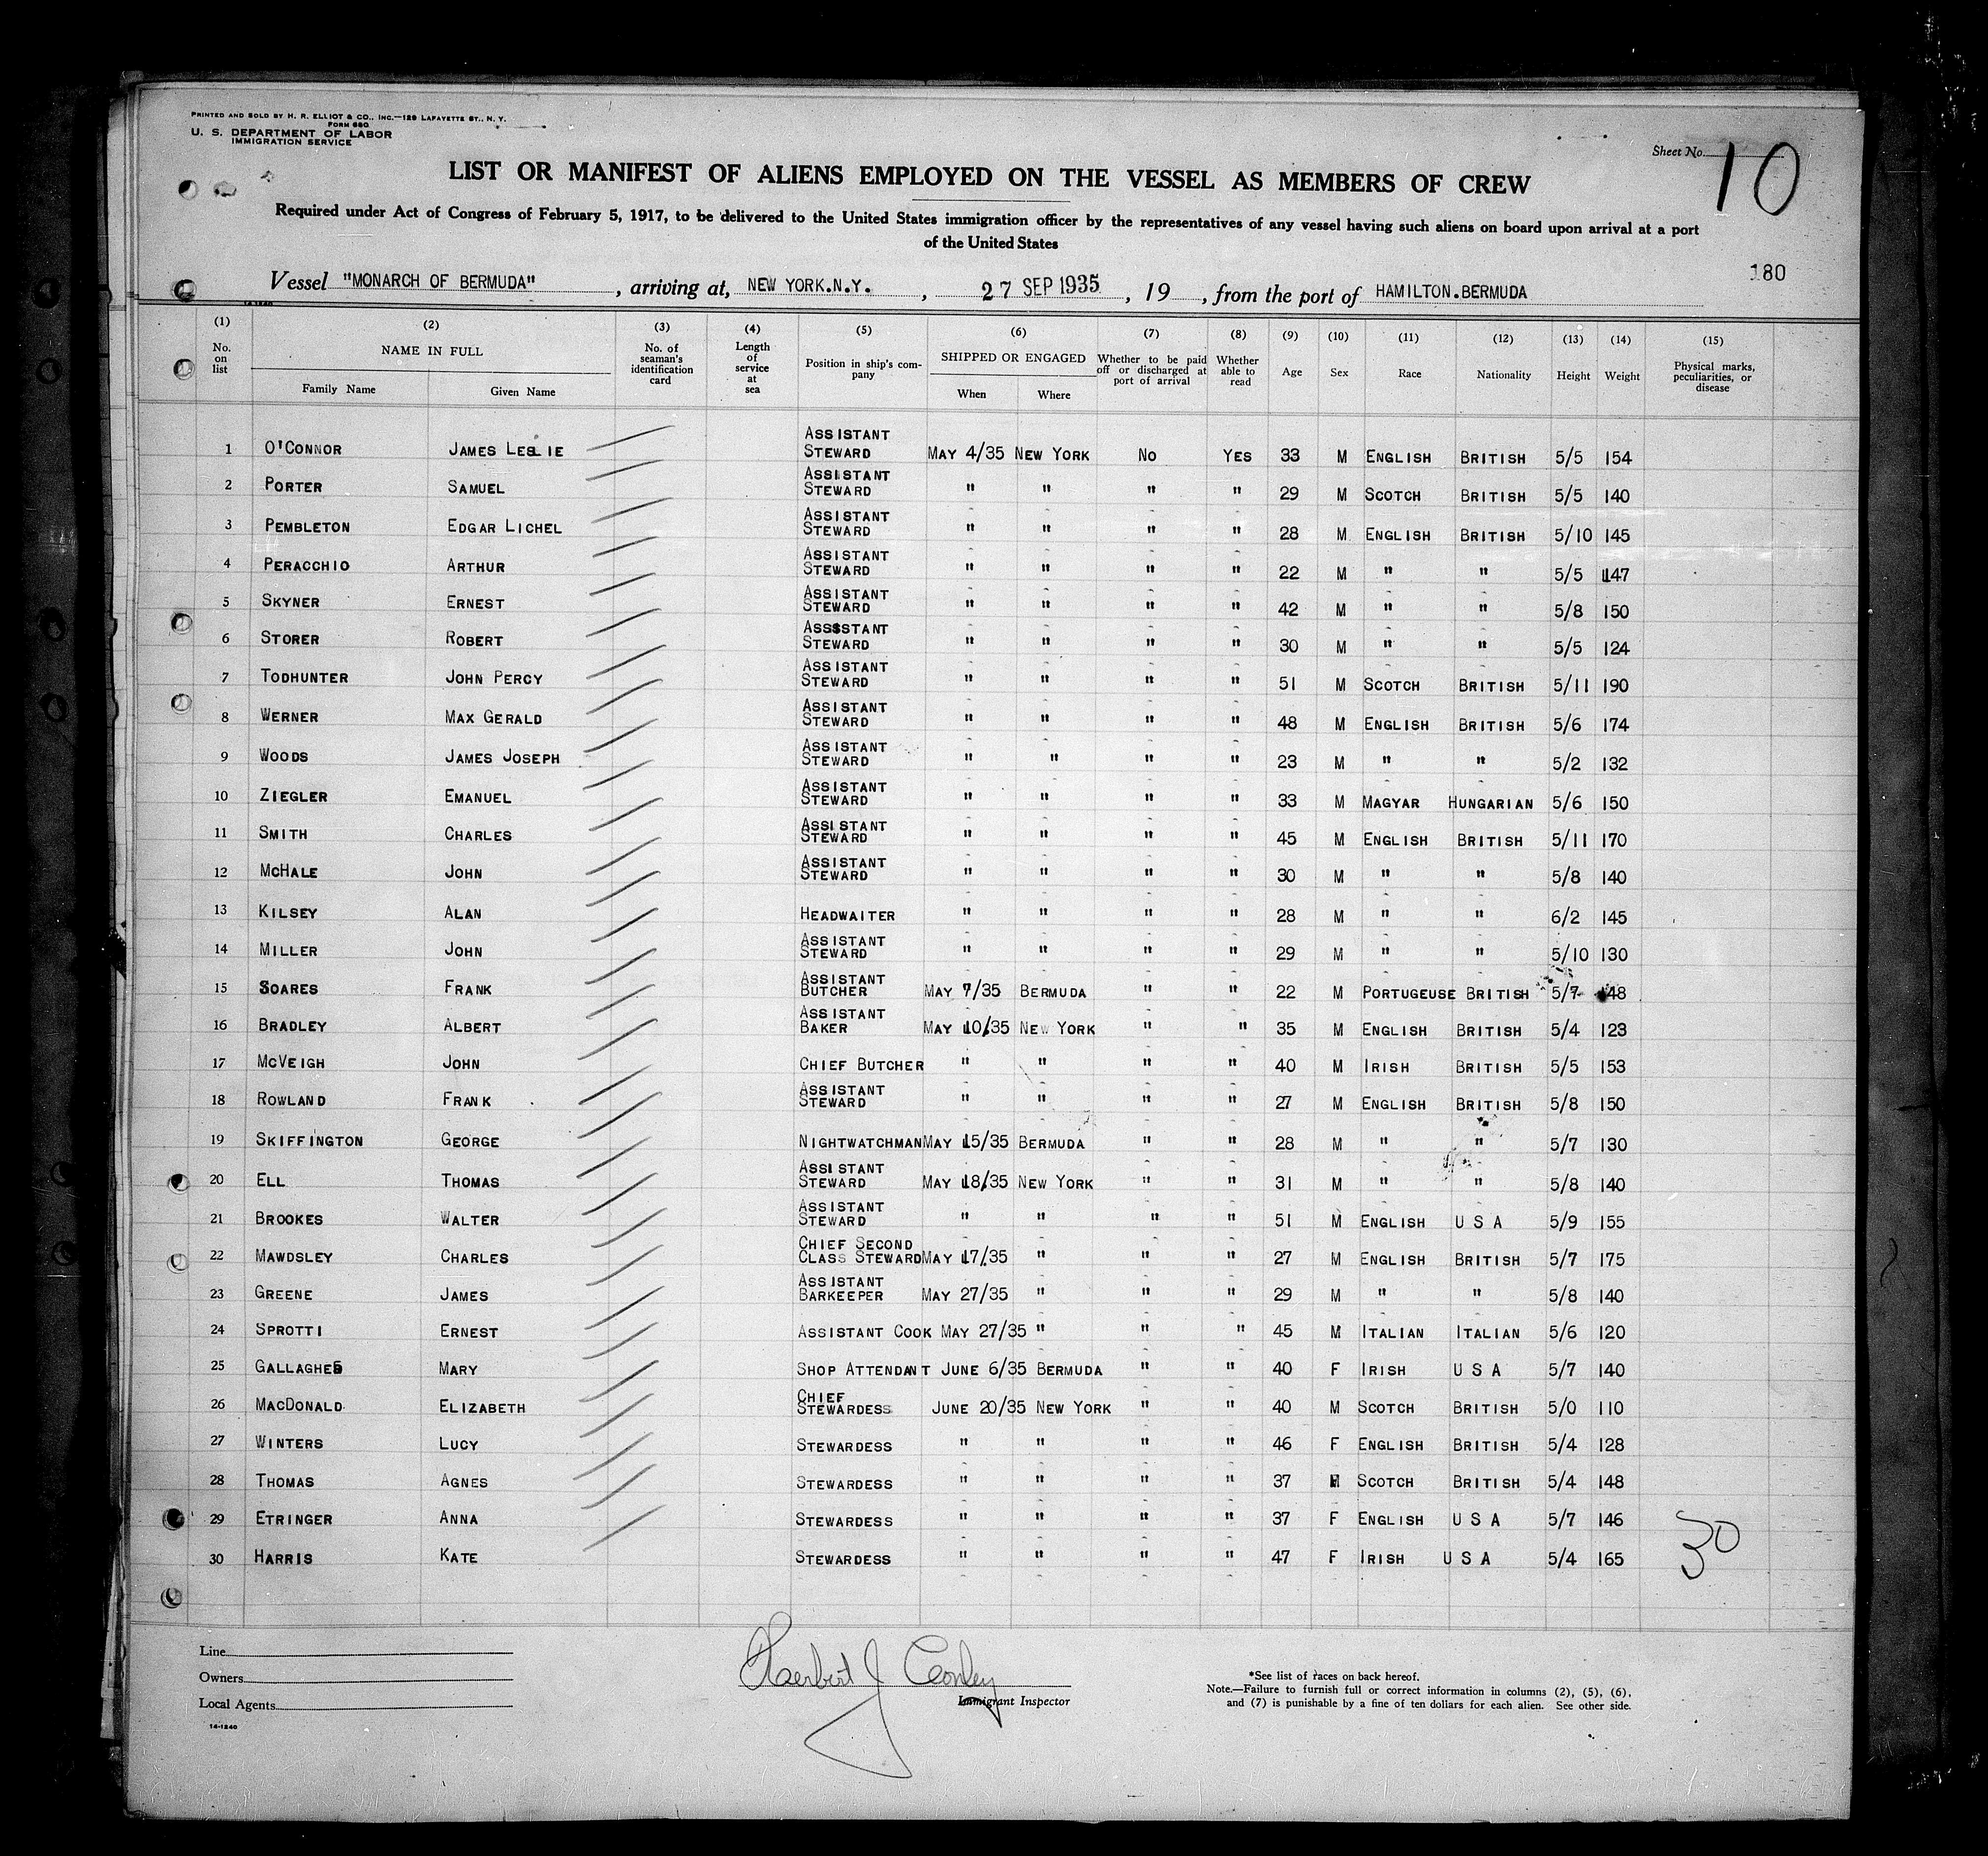 PRINTED AND SOLD BY H. R. ELLIOT & CO., INC.—129 LAFAYETTE ST., N. Y.
FORM 680
U. S. DEPARTMENT OF LABOR
IMMIGRATION SERVICE
Sheet No. 10
LIST OR MANIFEST OF ALIENS EMPLOYED ON THE VESSEL AS MEMBERS OF CREW
Required under Act of Congress of February 5, 1917, to be delivered to the United States immigration officer by the representatives of any vessel having such aliens on board upon arrival at a port
of the United States
180
Vessel "MONARCH OF BERMUDA", arriving at, NEW YORK.N.Y., 27 SEP 1935, 19, from the port of HAMILTON.BERMUDA
14-1240
(1) No. on list (2) NAME IN FULL Family Name Given Name (3) No. of seaman's identification card (4) Length of service at sea (5) Position in ship's company (6) SHIPPED OR ENGAGED When Where (7) Whether to be paid off or discharged at port of arrival (8) Whether able to read (9) Age (10) Sex (11) Race (12) Nationality (13) Height (14) Weight (15) Physical marks, peculiarities, or disease
1 O'CONNOR JAMES LESLIE ASSISTANT STEWARD MAY 4/35 NEW YORK NO YES 33 M ENGLISH BRITISH 5/5 154
2 PORTER SAMUEL ASSISTANT STEWARD " " " " 29 M SCOTCH BRITISH 5/5 140
3 PEMBLETON EDGAR LICHEL ASSISTANT STEWARD " " " " 28 M ENGLISH BRITISH 5/10 145
4 PERACCHIO ARTHUR ASSISTANT STEWARD " " " " 22 M " " 5/5 147
5 SKYNER ERNEST ASSISTANT STEWARD " " " " 42 M " " 5/8 150
6 STORER ROBERT ASSSSTANT STEWARD " " " " 30 M " " 5/5 124
7 TODHUNTER JOHN PERCY ASSISTANT STEWARD " " " " 51 M SCOTCH BRITISH 5/11 190
8 WERNER MAX GERALD ASSISTANT STEWARD " " " " 48 M ENGLISH BRITISH 5/6 174
9 WOODS JAMES JOSEPH ASSISTANT STEWARD " " " " 23 M " " 5/2 132
10 ZIEGLER EMANUEL ASSISTANT STEWARD " " " " 33 M MAGYAR HUNGARIAN 5/6 150
11 SMITH CHARLES ASSISTANT STEWARD " " " " 45 M ENGLISH BRITISH 5/11 170
12 MCHALE JOHN ASSISTANT STEWARD " " " " 30 M " " 5/8 140
13 KILSEY ALAN HEADWAITER " " " " 28 M " " 6/2 145
14 MILLER JOHN ASSISTANT STEWARD " " " " 29 M " " 5/10 130
15 SOARES FRANK ASSISTANT BUTCHER MAY 7/35 BERMUDA " " 22 M PORTUGEUSE BRITISH 5/7 148
16 BRADLEY ALBERT ASSISTANT BAKER MAY 10/35 NEW YORK " " 35 M ENGLISH BRITISH 5/4 123
17 MCVEIGH JOHN CHIEF BUTCHER " " " " 40 M IRISH BRITISH 5/5 153
18 ROWLAND FRANK ASSISTANT STEWARD " " " " 27 M ENGLISH BRITISH 5/8 150
19 SKIFFINGTON GEORGE NIGHTWATCHMAN MAY 15/35 BERMUDA " " 28 M " " 5/7 130
20 ELL THOMAS ASSISTANT STEWARD MAY 18/35 NEW YORK " " 31 M " " 5/8 140
21 BROOKES WALTER ASSISTANT STEWARD " " " " 51 M ENGLISH U S A 5/9 155
22 MAWDSLEY CHARLES CHIEF SECOND CLASS STEWARD MAY 17/35 " " " 27 M ENGLISH BRITISH 5/7 175
23 GREENE JAMES ASSISTANT BARKEEPER MAY 27/35 " " " 29 M " " 5/8 140
24 SPROTTI ERNEST ASSISTANT COOK MAY 27/35 " " " 45 M ITALIAN ITALIAN 5/6 120
25 GALLAGHER MARY SHOP ATTENDANT JUNE 6/35 BERMUDA " " 40 F IRISH U S A 5/7 140
26 MACDONALD ELIZABETH CHIEF STEWARDESS JUNE 20/35 NEW YORK " " 40 M SCOTCH BRITISH 5/0 110
27 WINTERS LUCY STEWARDESS " " " " 46 F ENGLISH BRITISH 5/4 128
28 THOMAS AGNES STEWARDESS " " " " 37 SCOTCH BRITISH 5/4 148
29 ETRINGER ANNA STEWARDESS " " " " 37 F ENGLISH U S A 5/7 146
30 HARRIS KATE STEWARDESS " " " " 47 F IRISH U S A 5/4 165
30
Line
Owners
Local Agents
14-1240
Herbert J Conley
Immigrant Inspector
*See list of races on back hereof.
Note.—Failure to furnish full or correct information in columns (2), (5), (6),
and (7) is punishable by a fine of ten dollars for each alien. See other side.